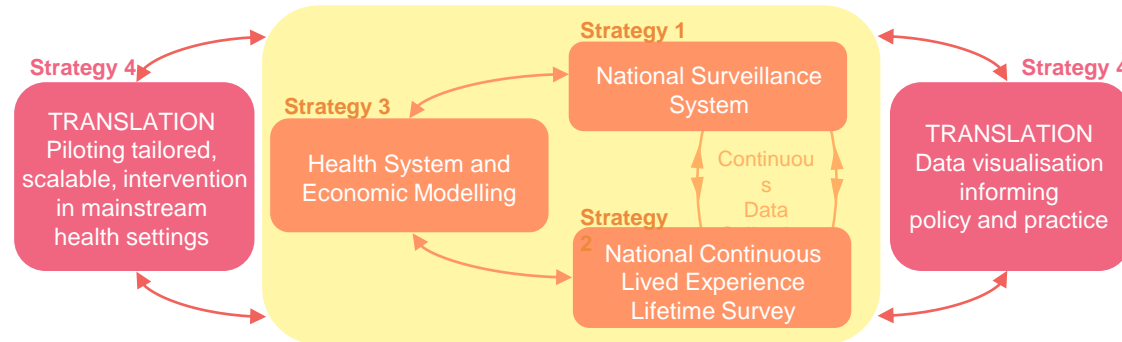 Strategy 4
TRANSLATION
Piloting tailored,
scalable, intervention
in mainstream
health settings
Strategy 3
Health System and
Economic Modelling
Strategy 1
National Surveillance
System
Continuou
s
Data
Strategy
2
National Continuous
Lived Experience
Lifetime Survey
Strategy 4
TRANSLATION
Data visualisation
informing
policy and practice